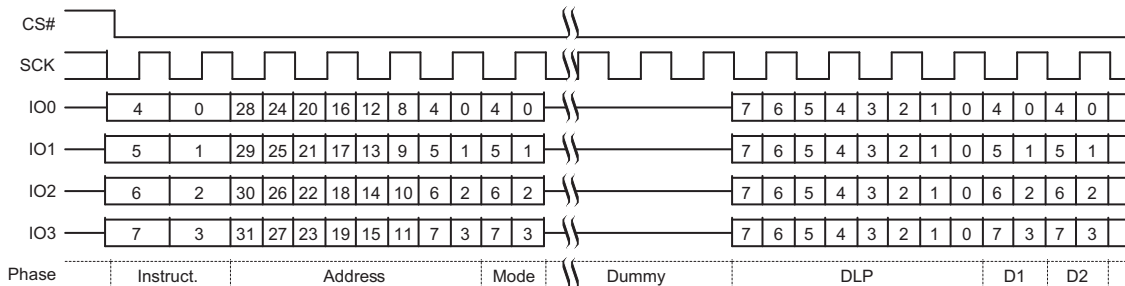 CS#
SCK
IO0 4 0 28 24 20 16 12 8 4 0 4 0 7 6 5 4 3 2 1 0 4 0 4 0
IO1 5 1 29 25 21 17 13 9 5 1 5 1 7 6 5 4 3 2 1 0 5 1 5 1
IO2 6 2 30 26 22 18 14 10 6 2 6 2 7 6 5 4 3 2 1 0 6 2 6 2
IO3 7 3 31 27 23 19 15 11 7 3 7 3 7 6 5 4 3 2 1 0 7 3 7 3
Phase Instruct. Address Mode Dummy DLP D1 D2